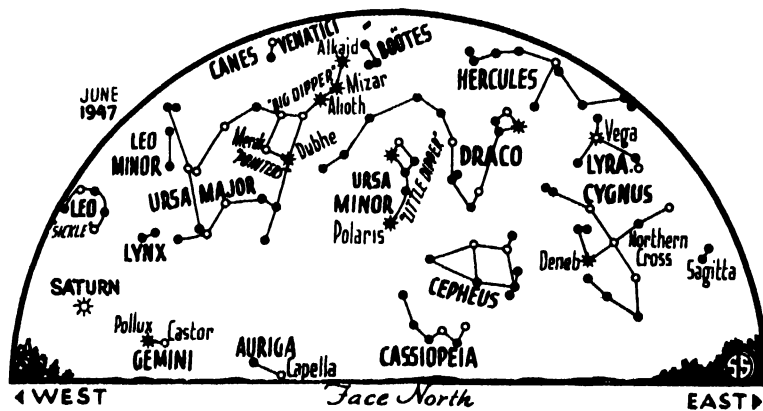 CANES VENATICI
Alkaid
BOÖTES
HERCULES
JUNE
1947
"BIG DIPPER"
Mizar
Alioth
LEO
MINOR
Merak
Dubhe
"POINTERS"
Vega
LYRA
DRACO
URSA MAJOR
URSA
MINOR
"LITTLE DIPPER"
Polaris
CYGNUS
LEO
"SICKLE"
LYNX
Deneb
Northern
Cross
Sagitta
SATURN
CEPHEUS
Pollux
Castor
GEMINI
AURIGA
Capella
CASSIOPEIA
WEST
Face North
EAST